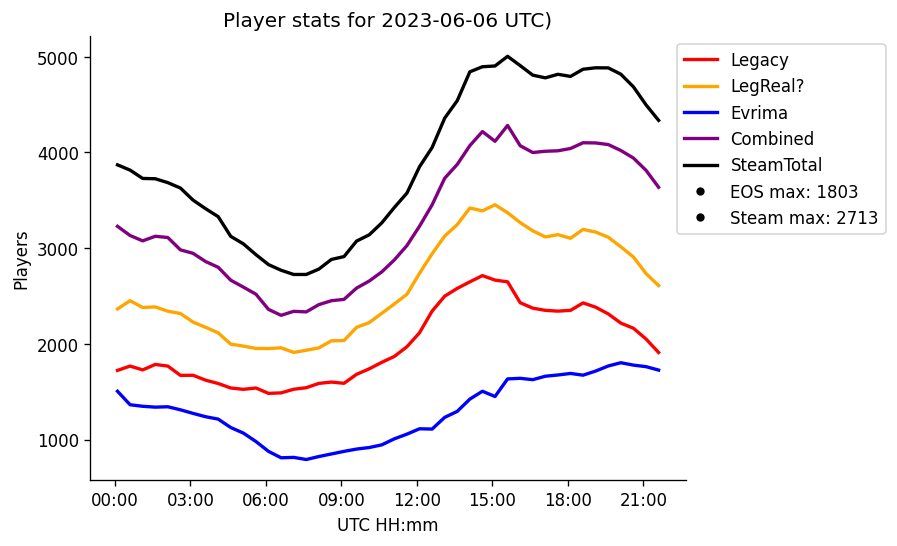 Player stats for 2023-06-06 UTC)
5000
4000
3000
2000
1000
Players
00:00 03:00 06:00 09:00 12:00 15:00 18:00 21:00
UTC HH:mm
Legacy
LegReal?
Evrima
Combined
SteamTotal
EOS max: 1803
Steam max: 2713